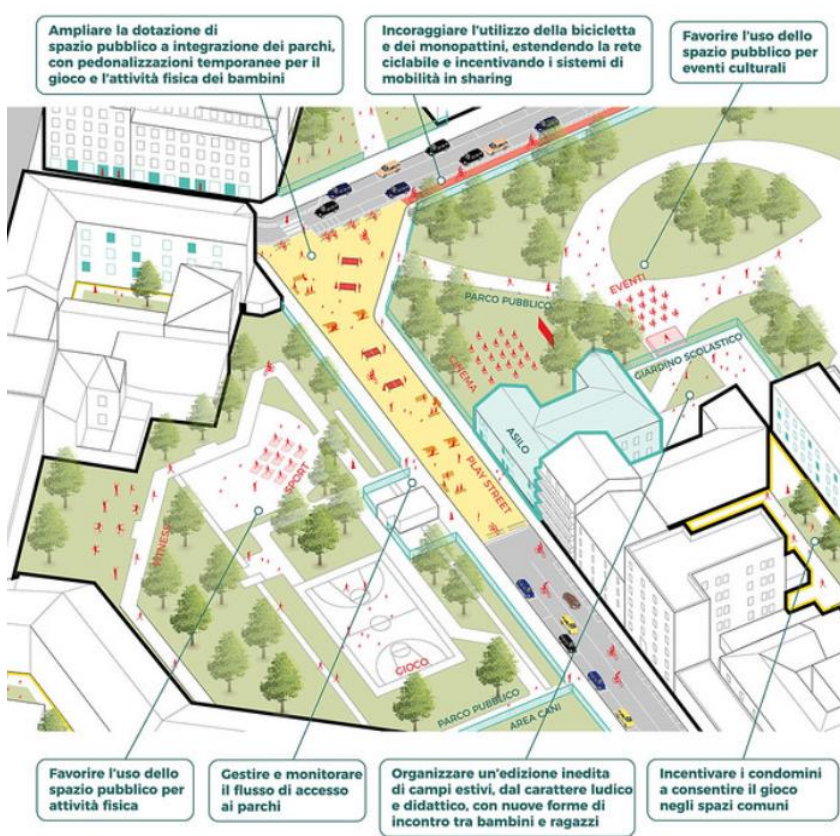 Ampliare la dotazione di
spazio pubblico a integrazione dei parchi,
con pedonalizzazioni temporanee per il
gioco e l'attività fisica dei bambini
Incoraggiare l'utilizzo della bicicletta
e dei monopattini, estendendo la rete
ciclabile e incentivando i sistemi di
mobilità in sharing
Favorire l'uso dello
spazio pubblico per
eventi culturali
EVENTI
PARCO PUBBLICO
CINEMA
GIARDINO SCOLASTICO
ASILO
PLAY STREET
SPORT
FITNESS
GIOCO
PARCO PUBBLICO
AREA CANI
Favorire l'uso dello
spazio pubblico per
attività fisica
Gestire e monitorare
il flusso di accesso
ai parchi
Organizzare un'edizione inedita
di campi estivi, dal carattere ludico
e didattico, con nuove forme di
incontro tra bambini e ragazzi
Incentivare i condomini
a consentire il gioco
negli spazi comuni